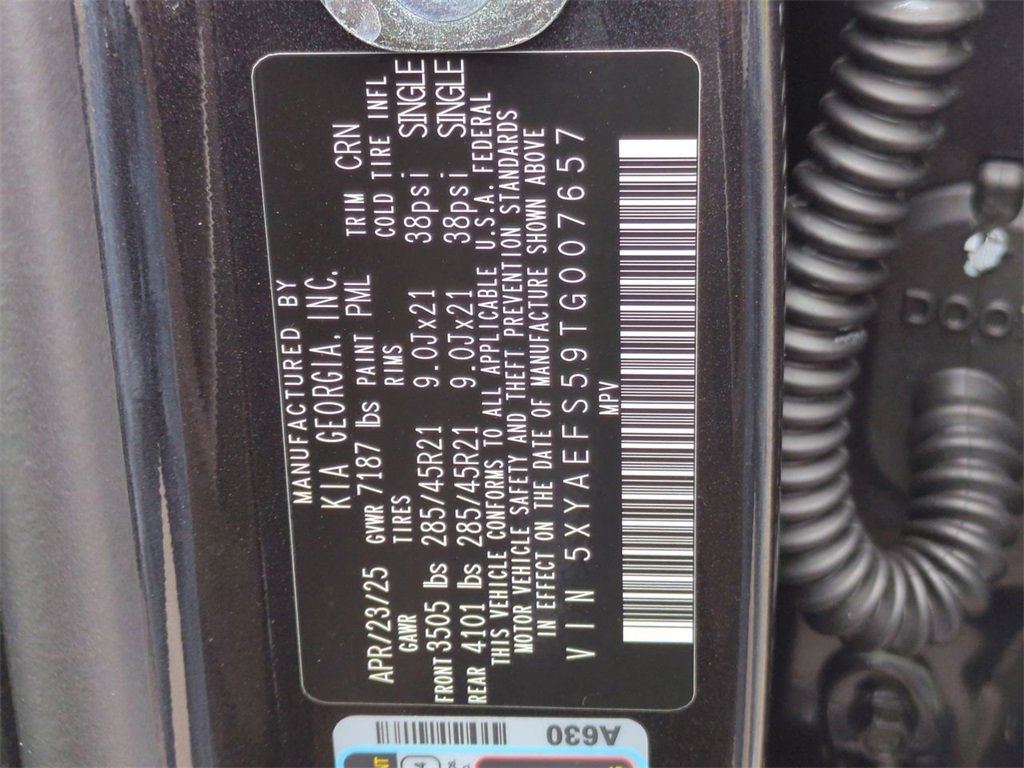 MANUFACTURED BY
KIA GEORGIA, INC.
APR/23/25 GVWR 7187 lbs PAINT PML TRIM CRN
GAWR TIRES RIMS COLD TIRE INFL
FRONT 3505 lbs 285/45R21 9.0Jx21 38psi SINGLE
REAR 4101 lbs 285/45R21 9.0Jx21 38psi SINGLE
THIS VEHICLE CONFORMS TO ALL APPLICABLE U.S.A. FEDERAL
MOTOR VEHICLE SAFETY AND THEFT PREVENTION STANDARDS
IN EFFECT ON THE DATE OF MANUFACTURE SHOWN ABOVE
VIN 5XYAEFS59TG007657
MPV
A630